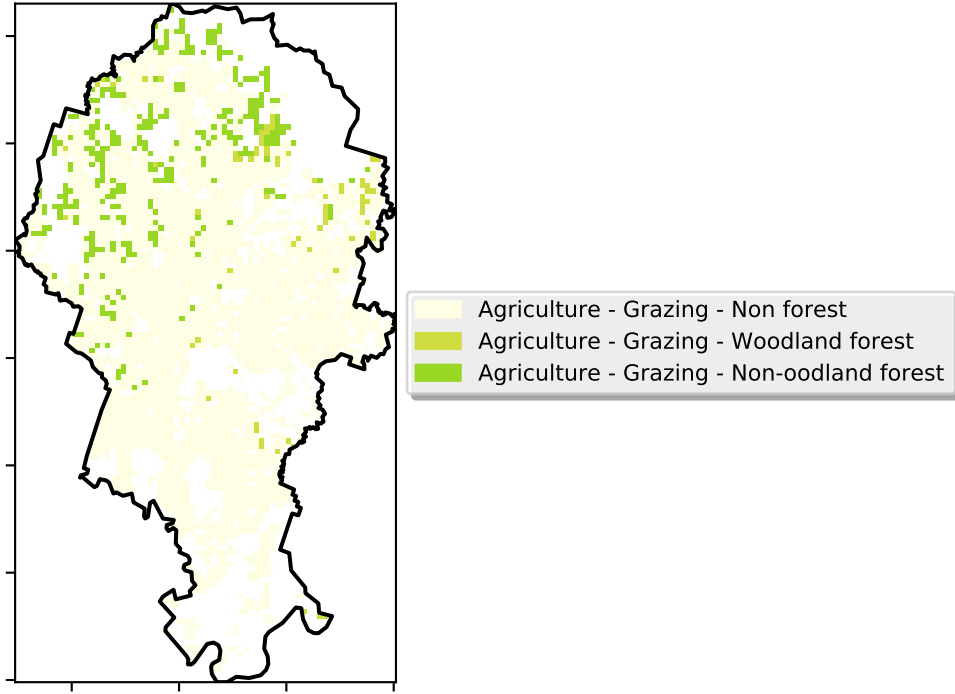 Agriculture - Grazing - Non forest
Agriculture - Grazing - Woodland forest
Agriculture - Grazing - Non-oodland forest